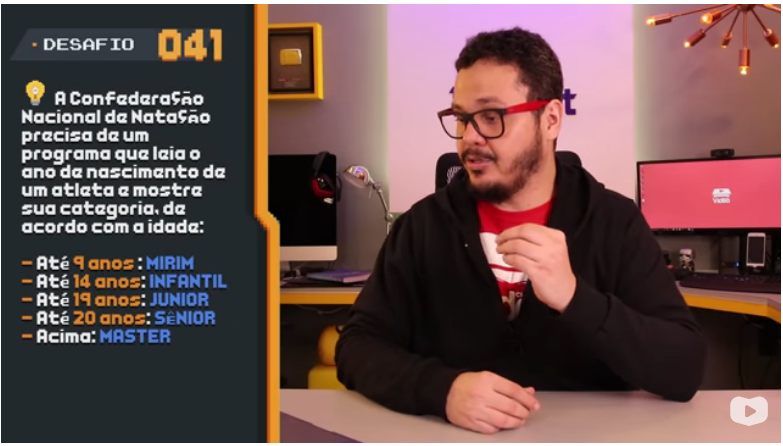 • DESAFIO 041
A Confederação
Nacional de Natação
precisa de um
programa que leia o
ano de nascimento de
um atleta e mostre
sua categoria, de
acordo com a idade:
- Até 9 anos: MIRIM
- Até 14 anos: INFANTIL
- Até 19 anos: JUNIOR
- Até 20 anos: SÊNIOR
- Acima: MASTER